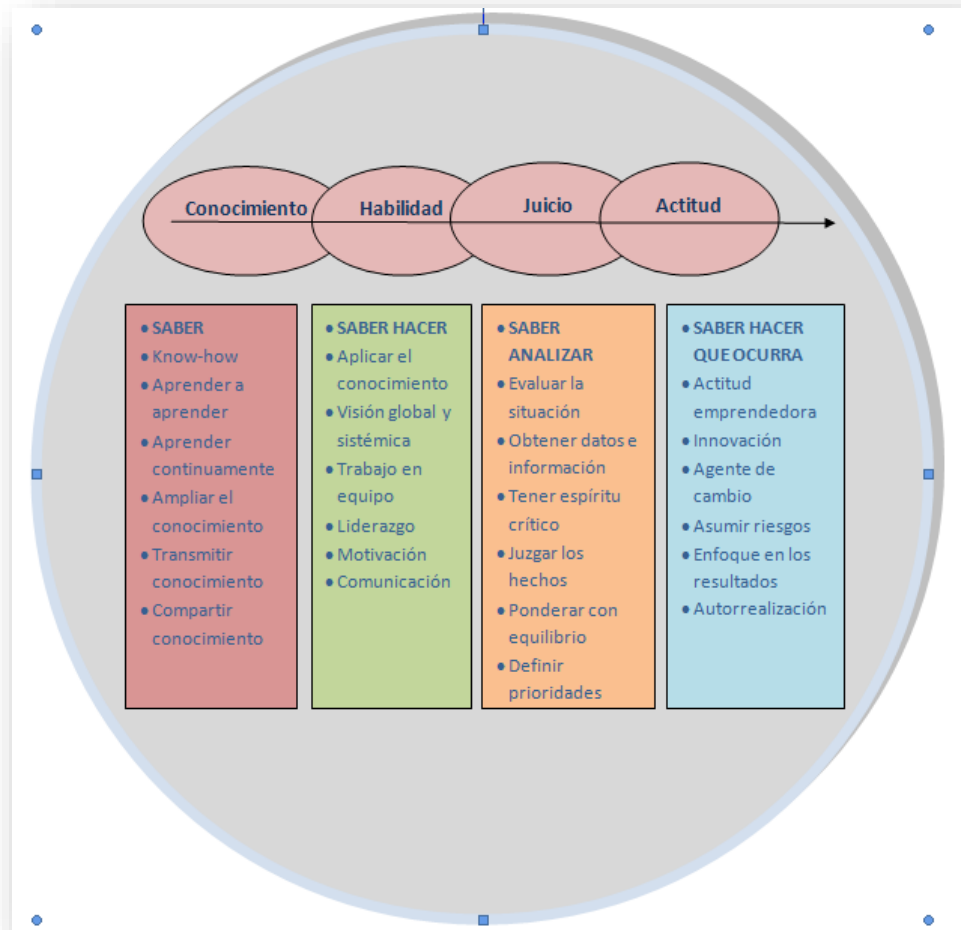 Conocimiento
Habilidad
Juicio
Actitud
• SABER
• Know-how
• Aprender a
aprender
• Aprender
continuamente
• Ampliar el
conocimiento
• Transmitir
conocimiento
• Compartir
conocimiento
• SABER HACER
• Aplicar el
conocimiento
• Visión global y
sistémica
• Trabajo en
equipo
• Liderazgo
• Motivación
• Comunicación
• SABER
ANALIZAR
• Evaluar la
situación
• Obtener datos e
información
• Tener espíritu
crítico
• Juzgar los
hechos
• Ponderar con
equilibrio
• Definir
prioridades
• SABER HACER
QUE OCURRA
• Actitud
emprendedora
• Innovación
• Agente de
cambio
• Asumir riesgos
• Enfoque en los
resultados
• Autorrealización